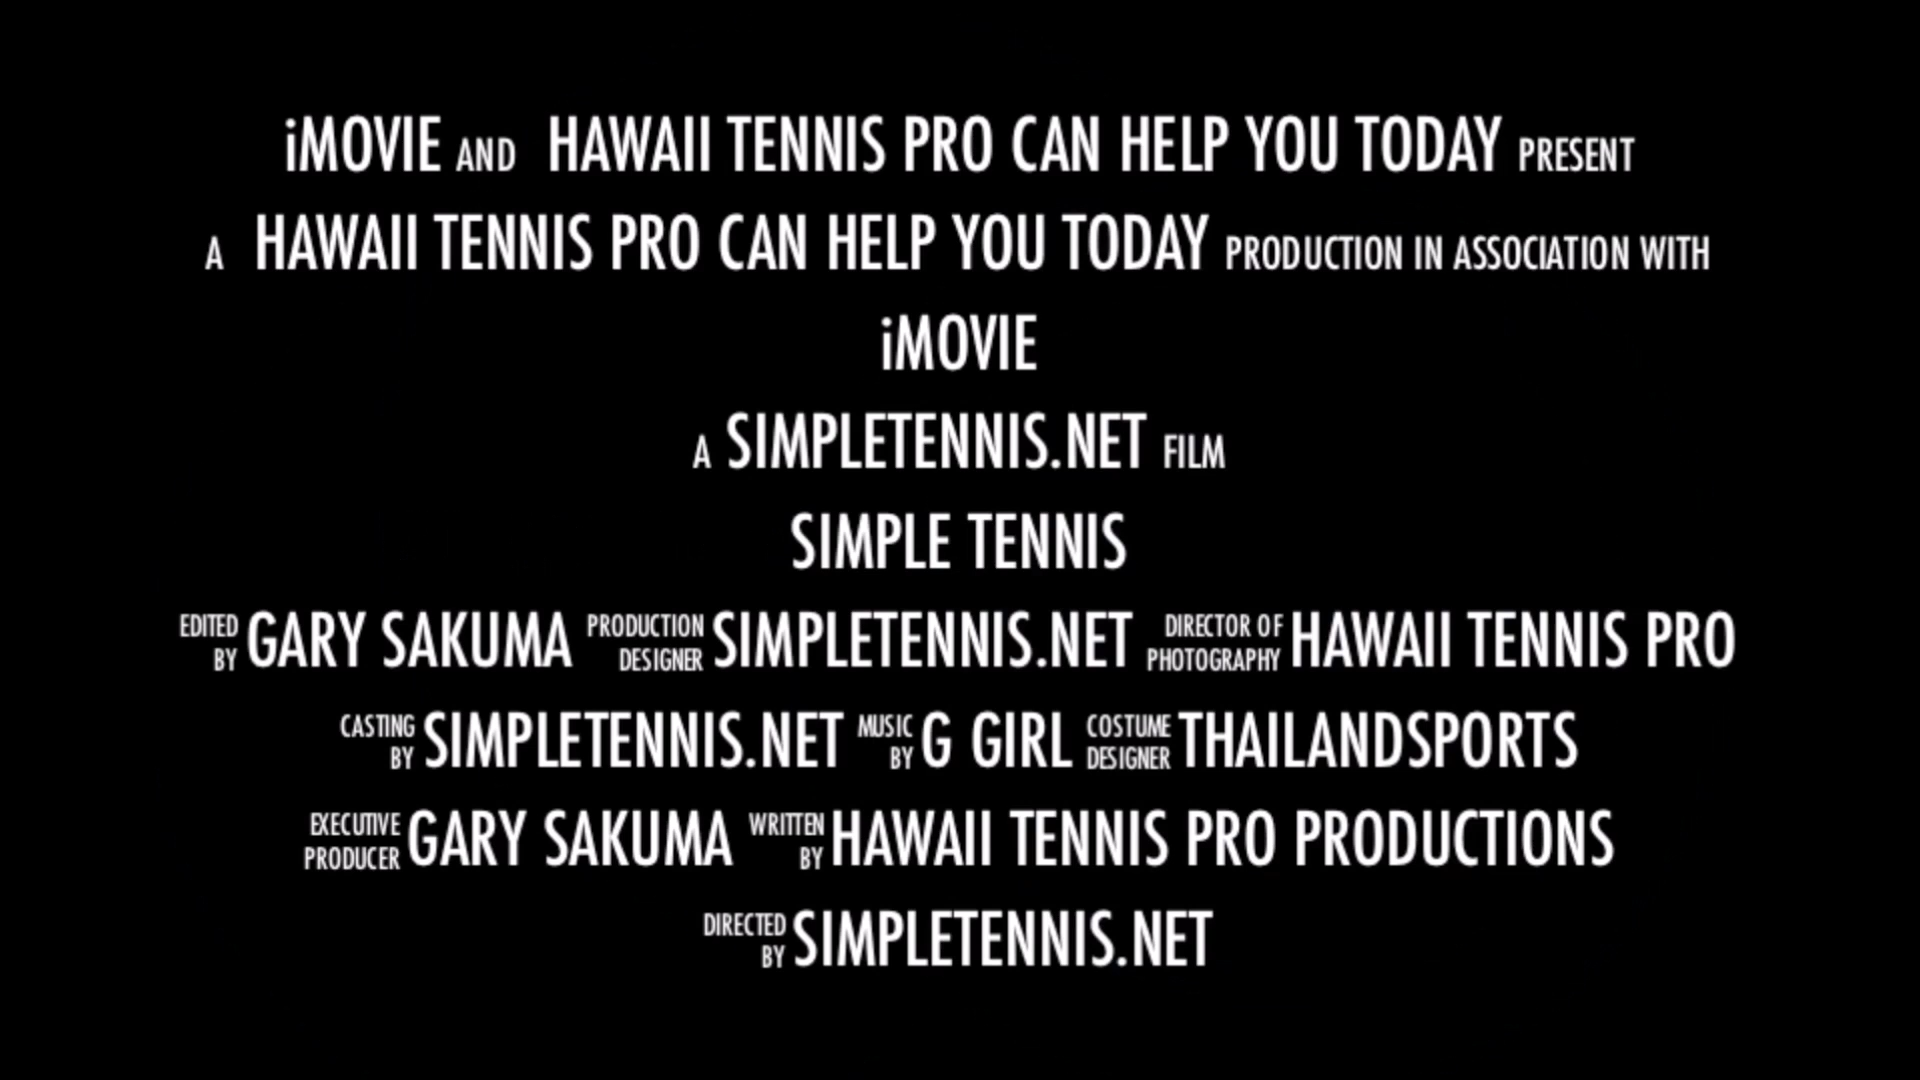 iMOVIE AND HAWAII TENNIS PRO CAN HELP YOU TODAY PRESENT
A HAWAII TENNIS PRO CAN HELP YOU TODAY PRODUCTION IN ASSOCIATION WITH
iMOVIE
A SIMPLETENNIS.NET FILM
SIMPLE TENNIS
EDITED BY GARY SAKUMA PRODUCTION DESIGNER SIMPLETENNIS.NET DIRECTOR OF PHOTOGRAPHY HAWAII TENNIS PRO
CASTING BY SIMPLETENNIS.NET MUSIC BY G GIRL COSTUME DESIGNER THAILANDSPORTS
EXECUTIVE PRODUCER GARY SAKUMA WRITTEN BY HAWAII TENNIS PRO PRODUCTIONS
DIRECTED BY SIMPLETENNIS.NET